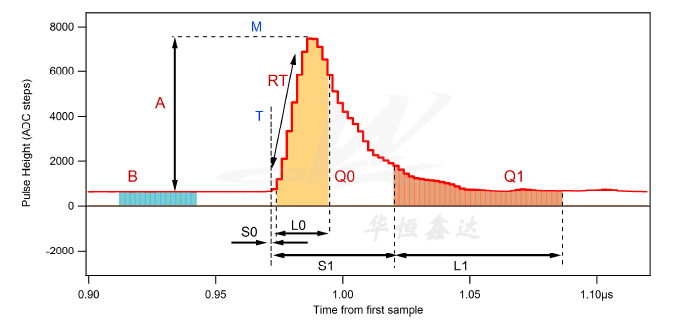 8000
6000
4000
2000
0
-2000
Pulse Height (ADC steps)
M
A
RT
T
B
Q0
Q1
L0
S0
S1
L1
华恒鑫达
0.90
0.95
1.00
1.05
1.10µs
Time from first sample